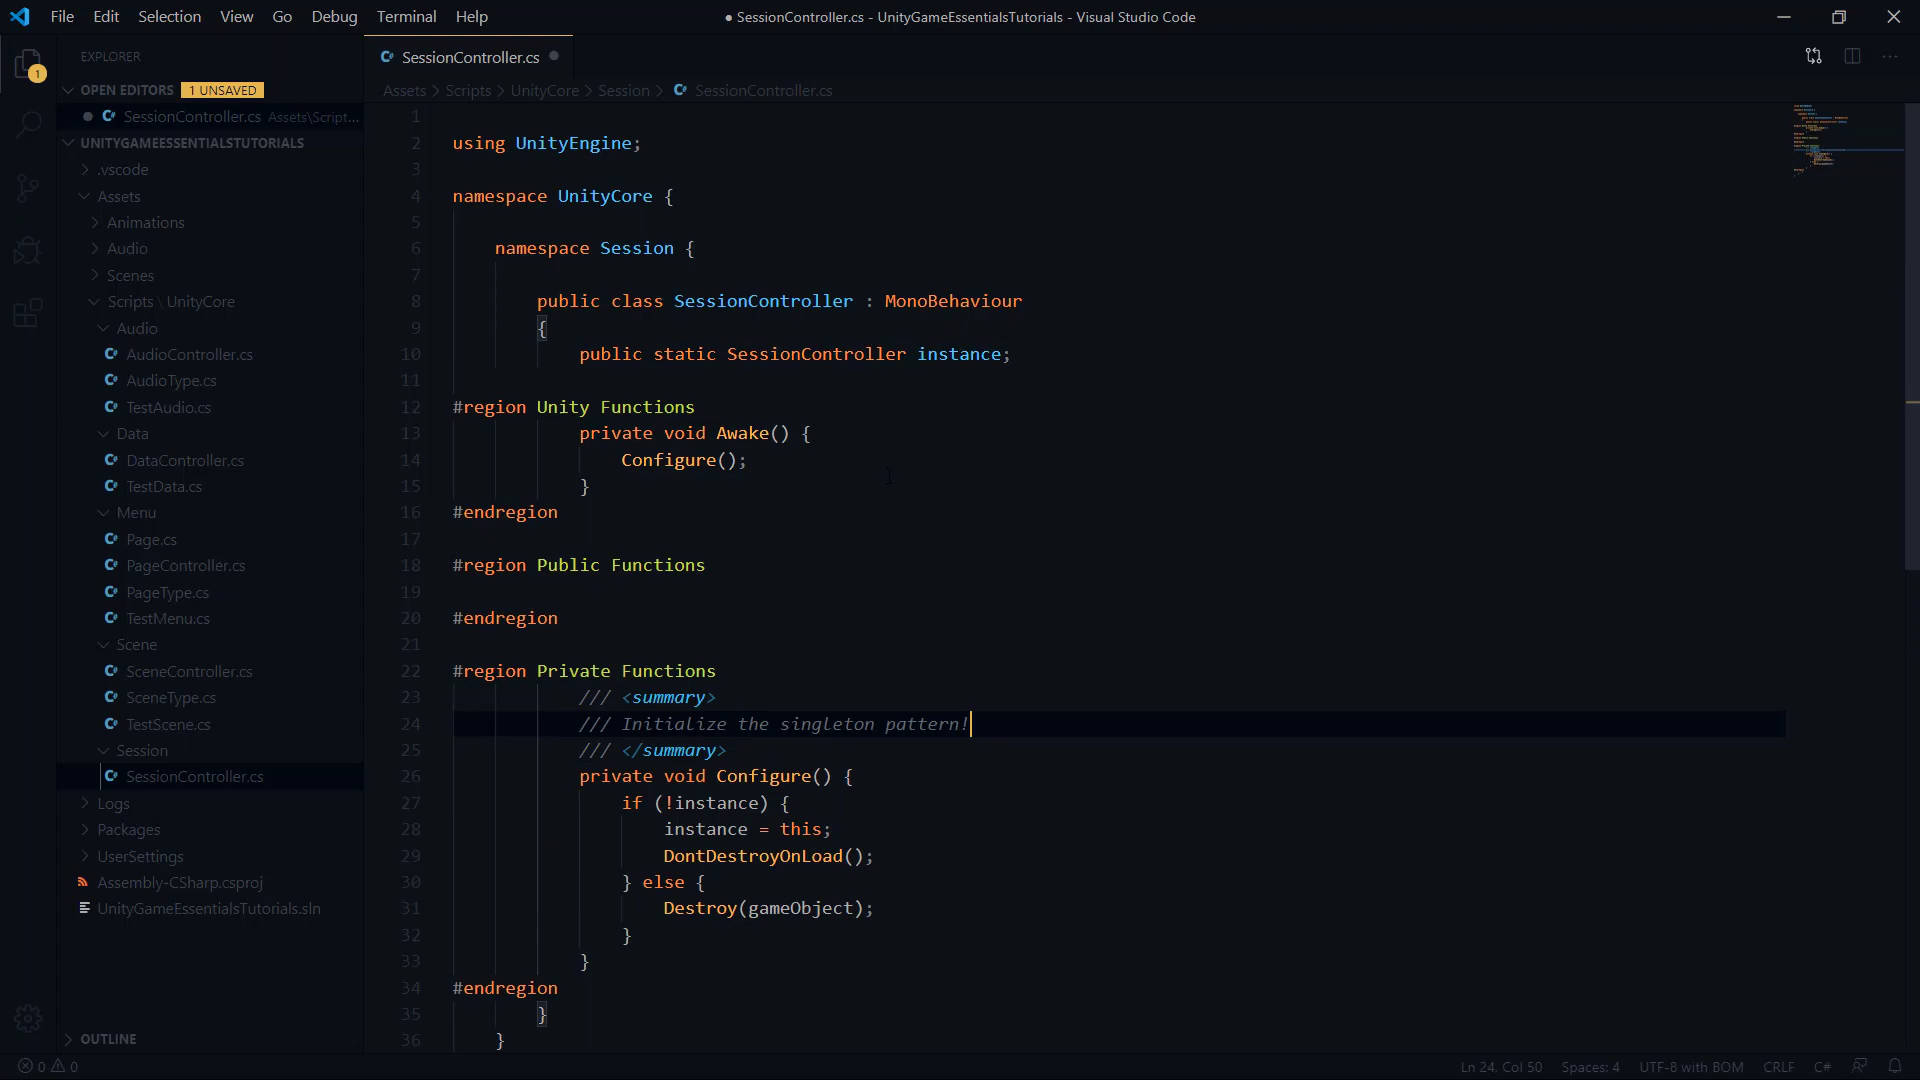 File Edit Selection View Go Debug Terminal Help
● SessionController.cs - UnityGameEssentialsTutorials - Visual Studio Code
1
EXPLORER
OPEN EDITORS 1 UNSAVED
SessionController.cs Assets\Script...
UNITYGAMEESSENTIALSTUTORIALS
.vscode
Assets
Animations
Audio
Scenes
Scripts \ UnityCore
Audio
AudioController.cs
AudioType.cs
TestAudio.cs
Data
DataController.cs
TestData.cs
Menu
Page.cs
PageController.cs
PageType.cs
TestMenu.cs
Scene
SceneController.cs
SceneType.cs
TestScene.cs
Session
SessionController.cs
Logs
Packages
UserSettings
Assembly-CSharp.csproj
UnityGameEssentialsTutorials.sln
OUTLINE
SessionController.cs
Assets > Scripts > UnityCore > Session > SessionController.cs
1
2 using UnityEngine;
3
4 namespace UnityCore {
5
6 namespace Session {
7
8 public class SessionController : MonoBehaviour
9 {
10 public static SessionController instance;
11
12 #region Unity Functions
13 private void Awake() {
14 Configure();
15 }
16 #endregion
17
18 #region Public Functions
19
20 #endregion
21
22 #region Private Functions
23 /// <summary>
24 /// Initialize the singleton pattern!
25 /// </summary>
26 private void Configure() {
27 if (!instance) {
28 instance = this;
29 DontDestroyOnLoad();
30 } else {
31 Destroy(gameObject);
32 }
33 }
34 #endregion
35 }
36 }
0 0
Ln 24, Col 50 Spaces: 4 UTF-8 with BOM CRLF C#